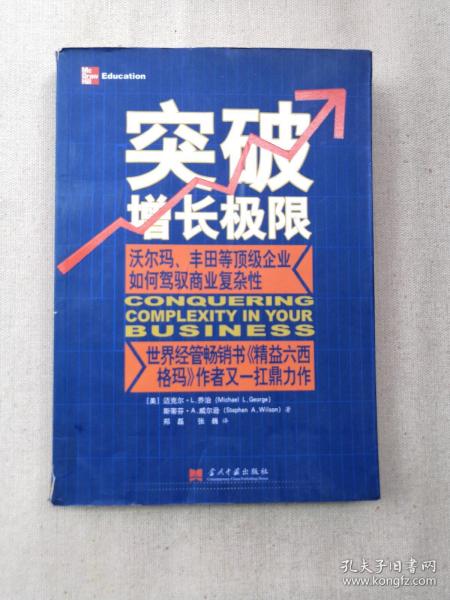 Mc
Graw
Hill
Education
突破
增长极限
沃尔玛、丰田等顶级企业
如何驾驭商业复杂性
CONQUERING
COMPLEXITY IN YOUR
BUSINESS
世界经管畅销书《精益六西
格玛》作者又一扛鼎力作
[美] 迈克尔·L.乔治 (Michael L. George)
斯蒂芬·A.威尔逊 (Stephen A. Wilson) 著
郑磊 张巍 译
当代中国出版社
Contemporary China Publishing House
孔夫子旧书网
www.kongfz.com